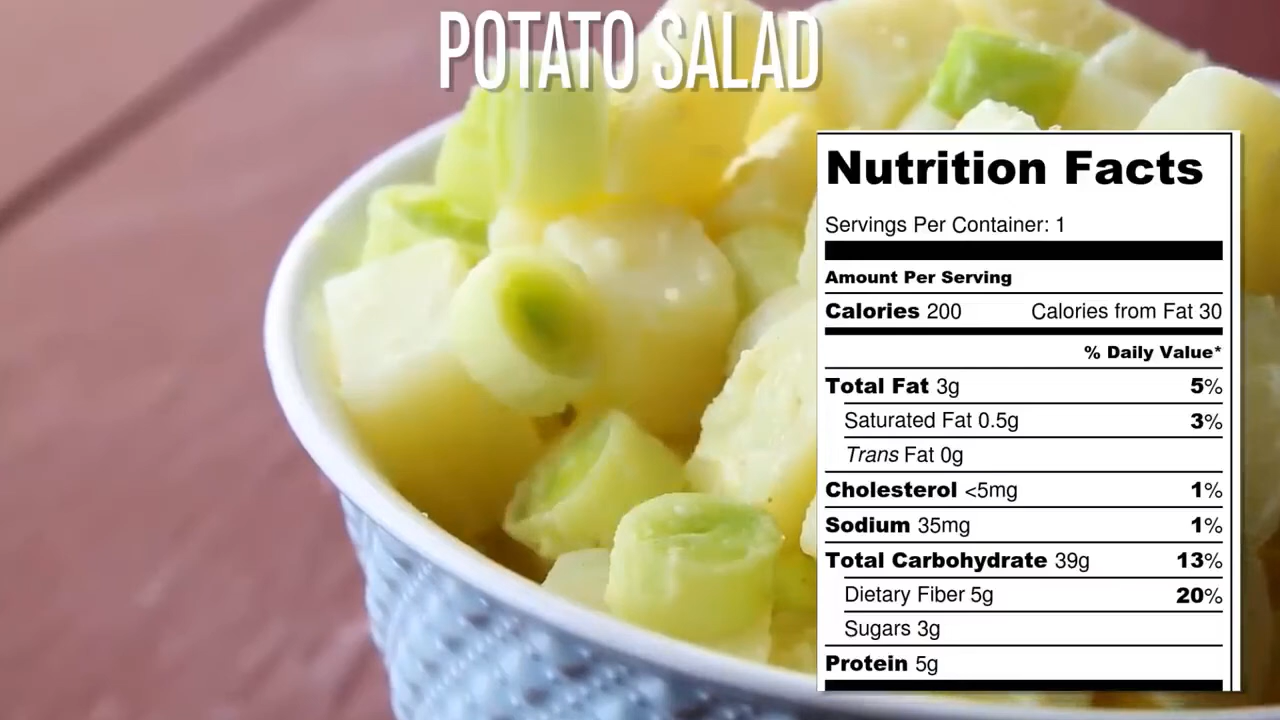 POTATO SALAD
Nutrition Facts
Servings Per Container: 1
Amount Per Serving
Calories 200 Calories from Fat 30
% Daily Value*
Total Fat 3g 5%
Saturated Fat 0.5g 3%
Trans Fat 0g
Cholesterol <5mg 1%
Sodium 35mg 1%
Total Carbohydrate 39g 13%
Dietary Fiber 5g 20%
Sugars 3g
Protein 5g